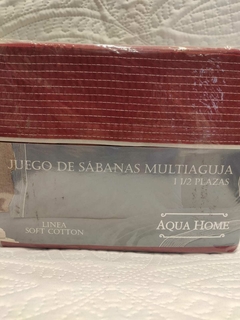 JUEGO DE SÁBANAS MULTIAGUJA
1 1/2 PLAZAS
LINEA
SOFT COTTON
AQUA HOME